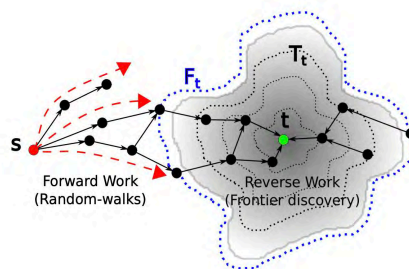 F_t
T_t
t
s
Forward Work
(Random-walks)
Reverse Work
(Frontier discovery)